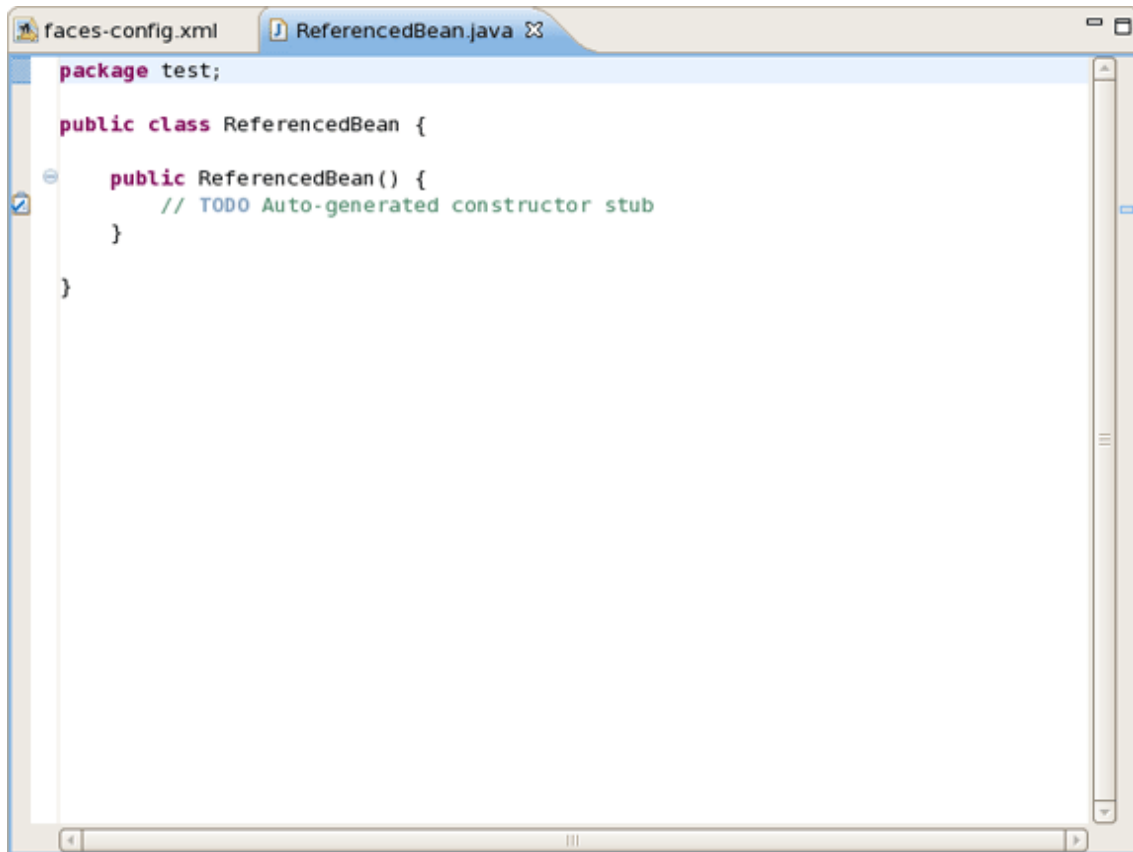 faces-config.xml ReferencedBean.java
package test;
public class ReferencedBean {
public ReferencedBean() {
// TODO Auto-generated constructor stub
}
}